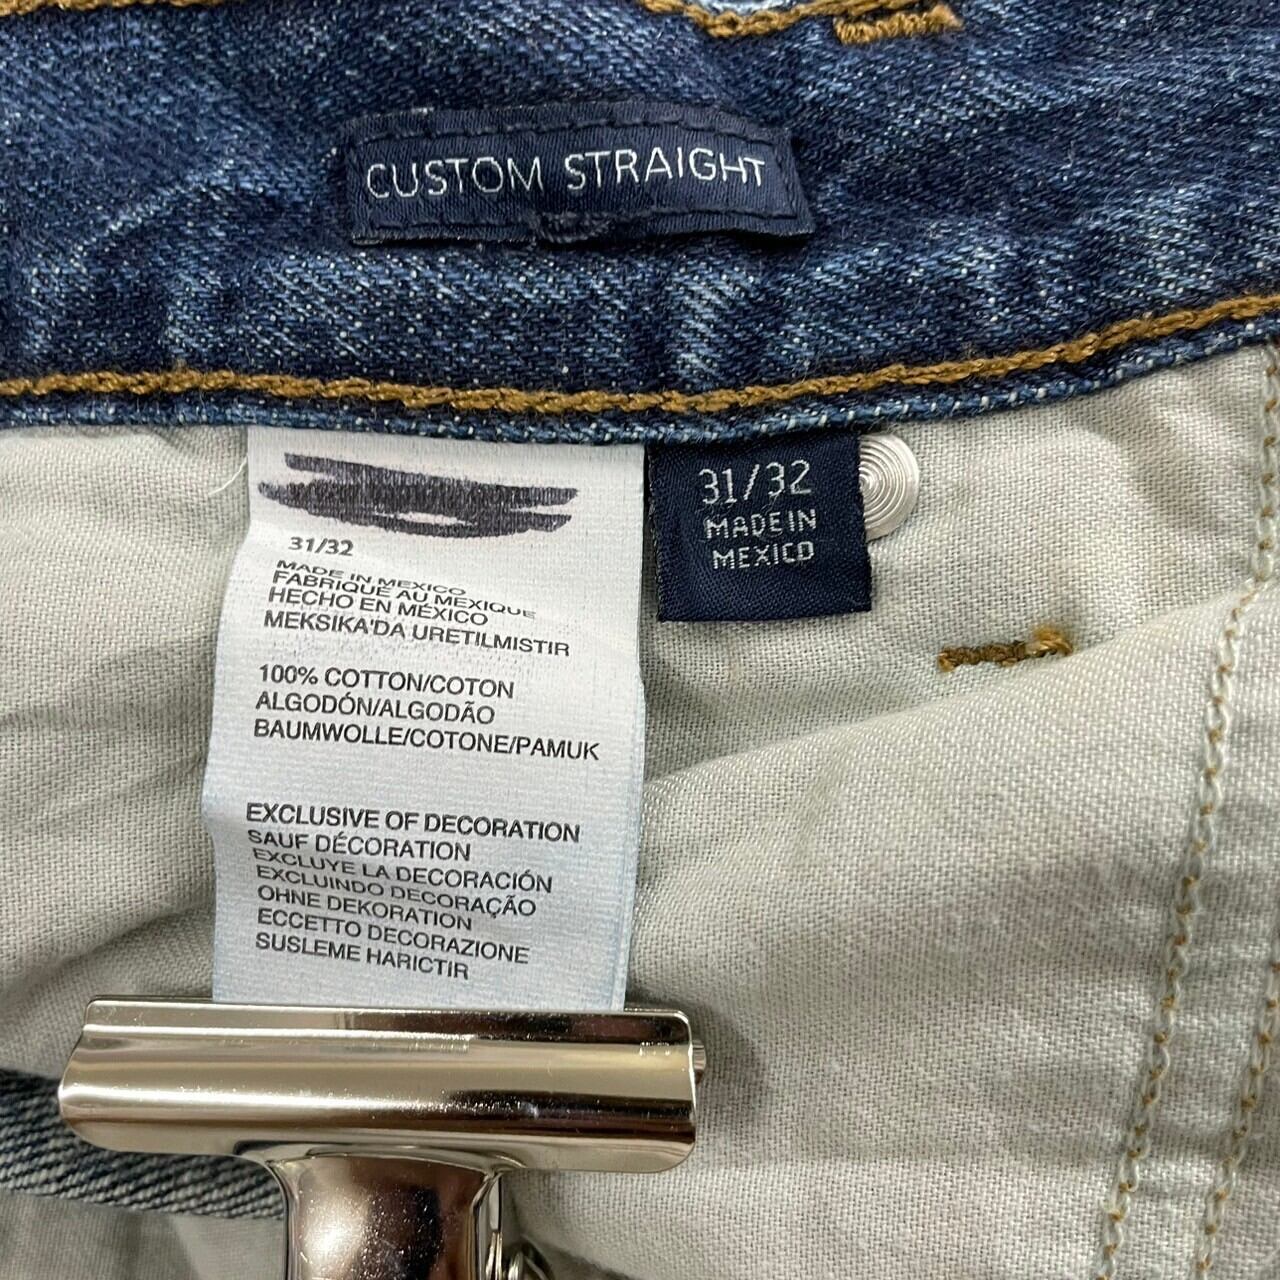 CUSTOM STRAIGHT
31/32
MADE IN MEXICO
FABRIQUÉ AU MEXIQUE
HECHO EN MÉXICO
MEKSIKA'DA URETILMISTIR
100% COTTON/COTON
ALGODÓN/ALGODÃO
BAUMWOLLE/COTONE/PAMUK
EXCLUSIVE OF DECORATION
SAUF DÉCORATION
EXCLUYE LA DECORACIÓN
EXCLUINDO DECORAÇÃO
OHNE DEKORATION
ECCETTO DECORAZIONE
SUSLEME HARICTIR
31/32
MADE IN
MEXICO